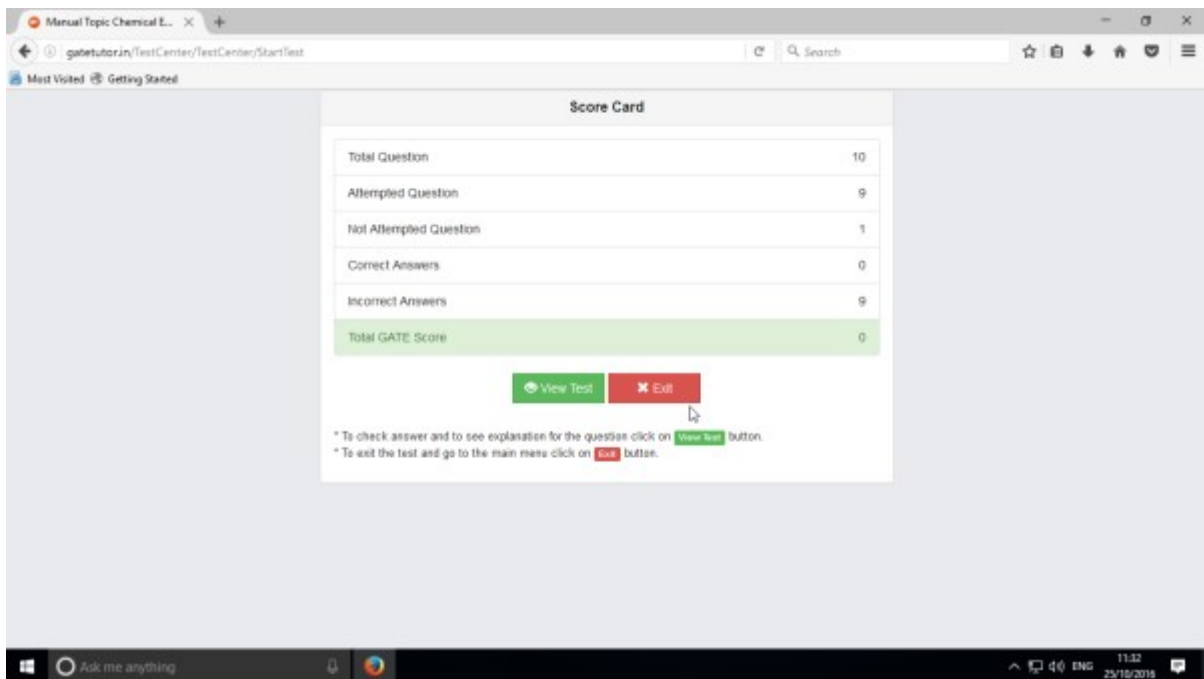 Manual Topic Chemical E...
gatetutor.in/TestCenter/TestCenter/StartTest
Search
Most Visited Getting Started
Score Card
Total Question 10
Attempted Question 9
Not Attempted Question 1
Correct Answers 0
Incorrect Answers 9
Total GATE Score 0
View Test Exit
* To check answer and to see explanation for the question click on View Test button.
* To exit the test and go to the main menu click on Exit button.
Ask me anything
ENG
11:32
25/10/2016